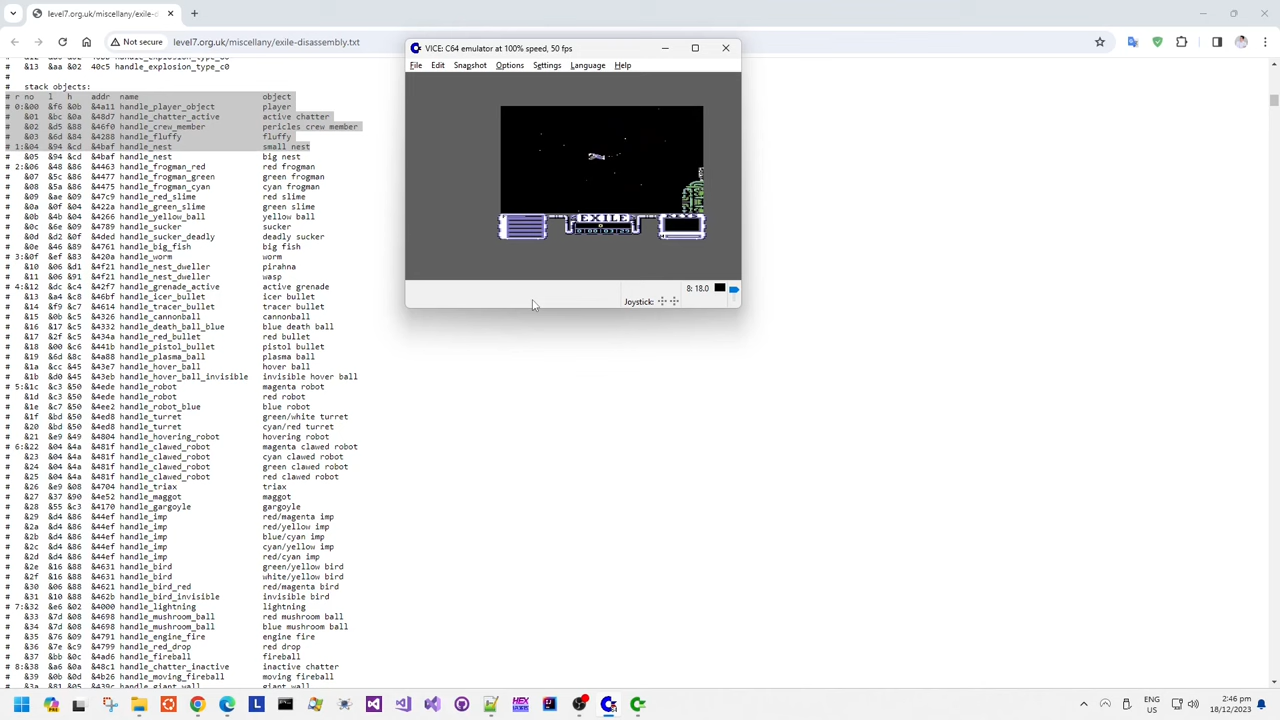 level7.org.uk/miscellany/exile-d
Not secure
level7.org.uk/miscellany/exile-disassembly.txt
# &13 &aa &02 40c5 handle_explosion_type_c0
#
# stack objects:
# r no l h addr name object
# 0:&00 &f6 &0b &4a11 handle_player_object player
# &01 &bc &0a &48d7 handle_chatter_active active chatter
# &02 &d5 &88 &46f0 handle_crew_member pericles crew member
# &03 &6d &84 &4288 handle_fluffy fluffy
# 1:&04 &94 &cd &4baf handle_nest small nest
# &05 &94 &cd &4baf handle_nest big nest
# 2:&06 &48 &86 &4463 handle_frogman_red red frogman
# &07 &5c &86 &4477 handle_frogman_green green frogman
# &08 &5a &86 &4475 handle_frogman_cyan cyan frogman
# &09 &ae &89 &47c9 handle_red_slime red slime
# &0a &0f &04 &422a handle_green_slime green slime
# &0b &4b &04 &4266 handle_yellow_ball yellow ball
# &0c &6e &09 &4789 handle_sucker sucker
# &0d &d2 &0f &4ded handle_sucker_deadly deadly sucker
# &0e &46 &89 &4761 handle_big_fish big fish
# 3:&0f &ef &83 &420a handle_worm worm
# &10 &06 &d1 &4f21 handle_nest_dweller pirahna
# &11 &06 &91 &4f21 handle_nest_dweller wasp
# 4:&12 &dc &c4 &42f7 handle_grenade_active active grenade
# &13 &a4 &c8 &46bf handle_icer_bullet icer bullet
# &14 &f9 &c7 &4614 handle_tracer_bullet tracer bullet
# &15 &0b &c5 &4326 handle_cannonball cannonball
# &16 &17 &c5 &4332 handle_death_ball_blue blue death ball
# &17 &2f &c5 &434a handle_red_bullet red bullet
# &18 &00 &c6 &441b handle_pistol_bullet pistol bullet
# &19 &6d &8c &4a88 handle_plasma_ball plasma ball
# &1a &cc &45 &43e7 handle_hover_ball hover ball
# &1b &d0 &45 &43eb handle_hover_ball_invisible invisible hover ball
# 5:&1c &c3 &50 &4ede handle_robot magenta robot
# &1d &c3 &50 &4ede handle_robot red robot
# &1e &c7 &50 &4ee2 handle_robot_blue blue robot
# &1f &bd &50 &4ed8 handle_turret green/white turret
# &20 &bd &50 &4ed8 handle_turret cyan/red turret
# &21 &e9 &49 &4804 handle_hovering_robot hovering robot
# 6:&22 &04 &4a &481f handle_clawed_robot magenta clawed robot
# &23 &04 &4a &481f handle_clawed_robot cyan clawed robot
# &24 &04 &4a &481f handle_clawed_robot green clawed robot
# &25 &04 &4a &481f handle_clawed_robot red clawed robot
# &26 &e9 &08 &4704 handle_triax triax
# &27 &37 &90 &4e52 handle_maggot maggot
# &28 &55 &c3 &4170 handle_gargoyle gargoyle
# &29 &d4 &86 &44ef handle_imp red/magenta imp
# &2a &d4 &86 &44ef handle_imp red/yellow imp
# &2b &d4 &86 &44ef handle_imp blue/cyan imp
# &2c &d4 &86 &44ef handle_imp cyan/yellow imp
# &2d &d4 &86 &44ef handle_imp red/cyan imp
# &2e &16 &88 &4631 handle_bird green/yellow bird
# &2f &16 &88 &4631 handle_bird white/yellow bird
# &30 &06 &88 &4621 handle_bird_red red/magenta bird
# &31 &10 &88 &462b handle_bird_invisible invisible bird
# 7:&32 &e6 &02 &4000 handle_lightning lightning
# &33 &7d &08 &4698 handle_mushroom_ball red mushroom ball
# &34 &7d &08 &4698 handle_mushroom_ball blue mushroom ball
# &35 &76 &09 &4791 handle_engine_fire engine fire
# &36 &7e &c9 &4799 handle_red_drop red drop
# &37 &bb &0c &4ad6 handle_fireball fireball
# 8:&38 &a6 &0a &48c1 handle_chatter_inactive inactive chatter
# &39 &0b &0d &4b26 handle_moving_fireball moving fireball
VICE: C64 emulator at 100% speed, 50 fps
File Edit Snapshot Options Settings Language Help
EXILE
0:00:03:29
8: 18.0
Joystick:
ENG
US
2:46 pm
18/12/2023